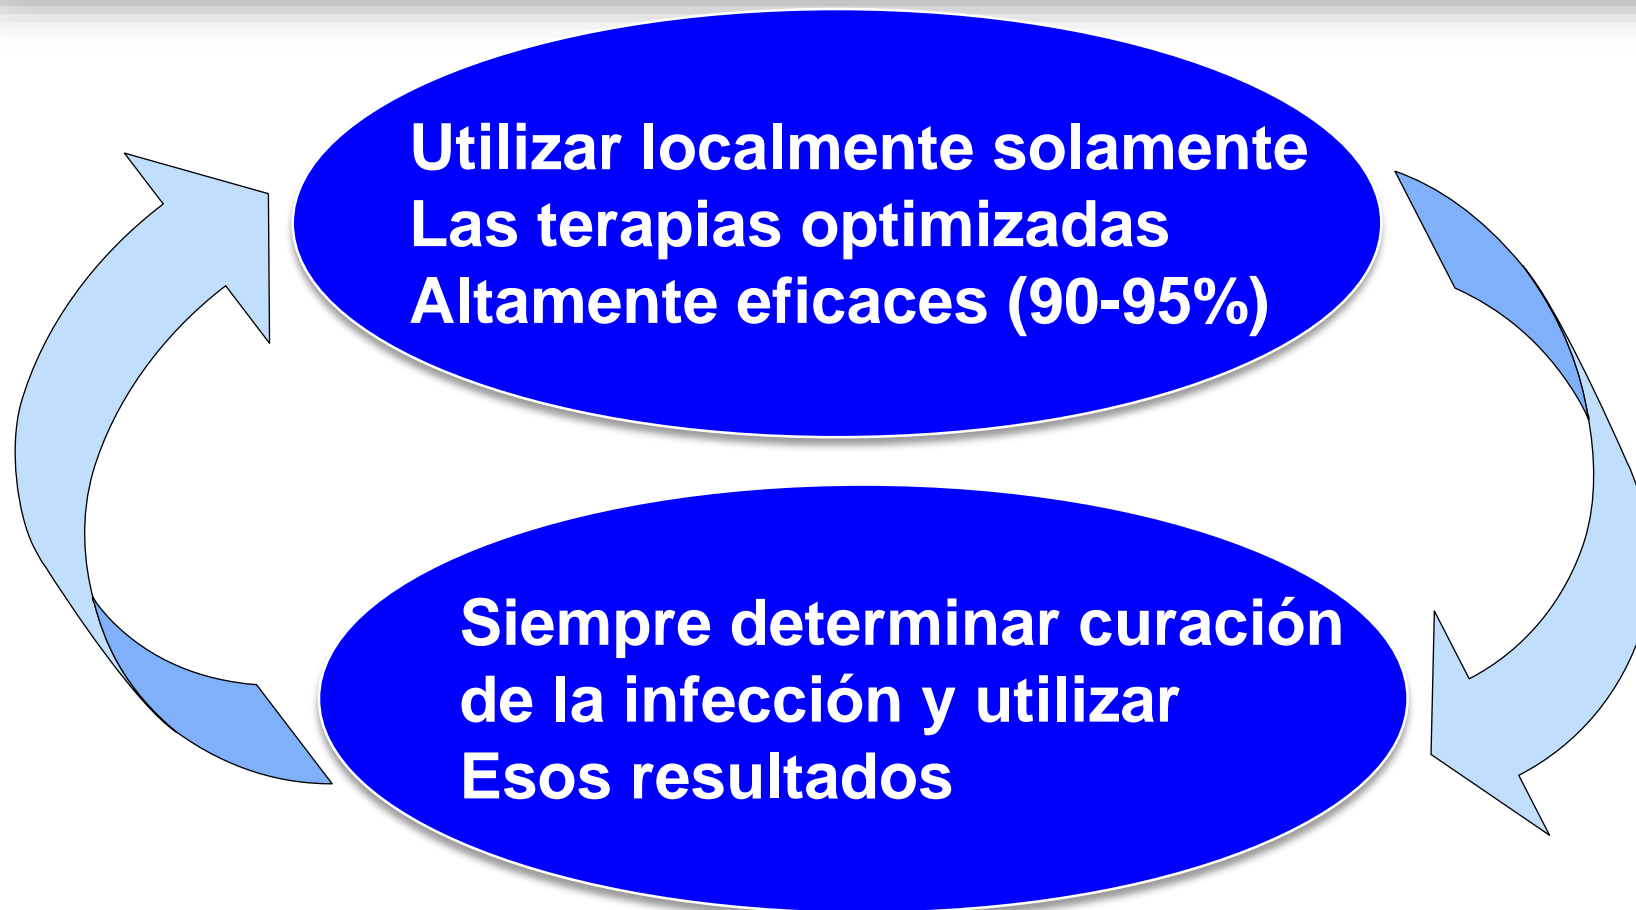 Utilizar localmente solamente
Las terapias optimizadas
Altamente eficaces (90-95%)
Siempre determinar curación
de la infección y utilizar
Esos resultados